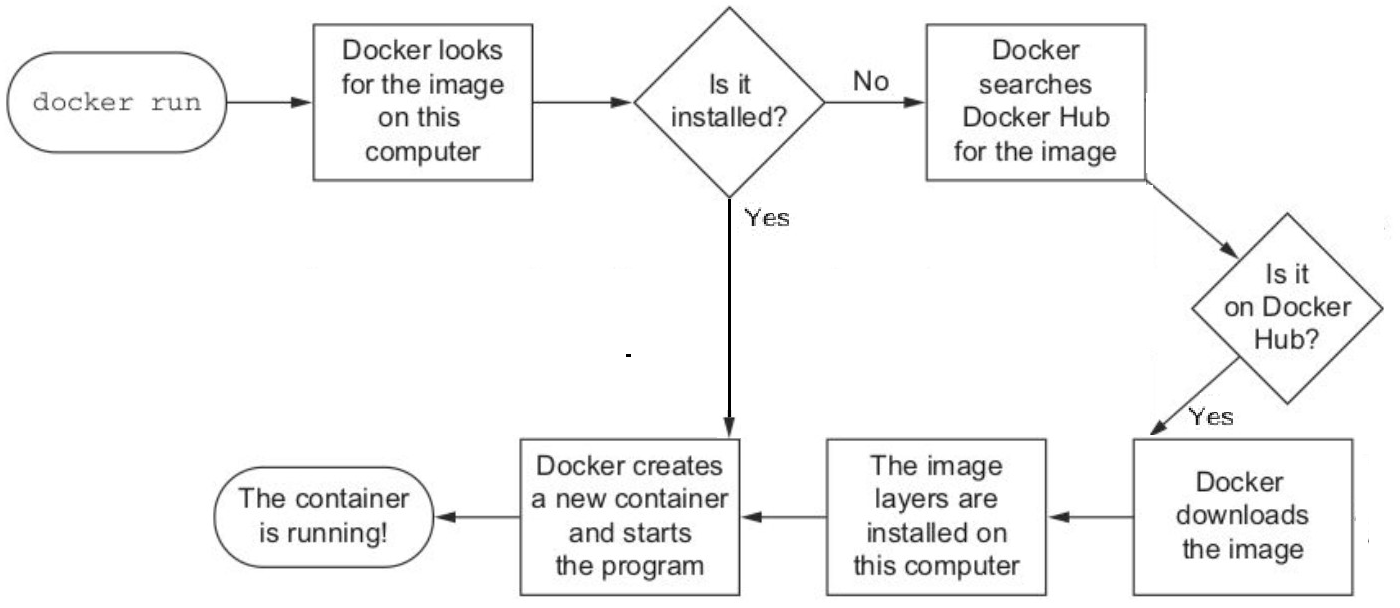 docker run
Docker looks
for the image
on this
computer
Is it
installed?
No
Docker
searches
Docker Hub
for the image
Yes
Is it
on Docker
Hub?
Yes
Docker
downloads
the image
The image
layers are
installed on
this computer
Docker creates
a new container
and starts
the program
The container
is running!